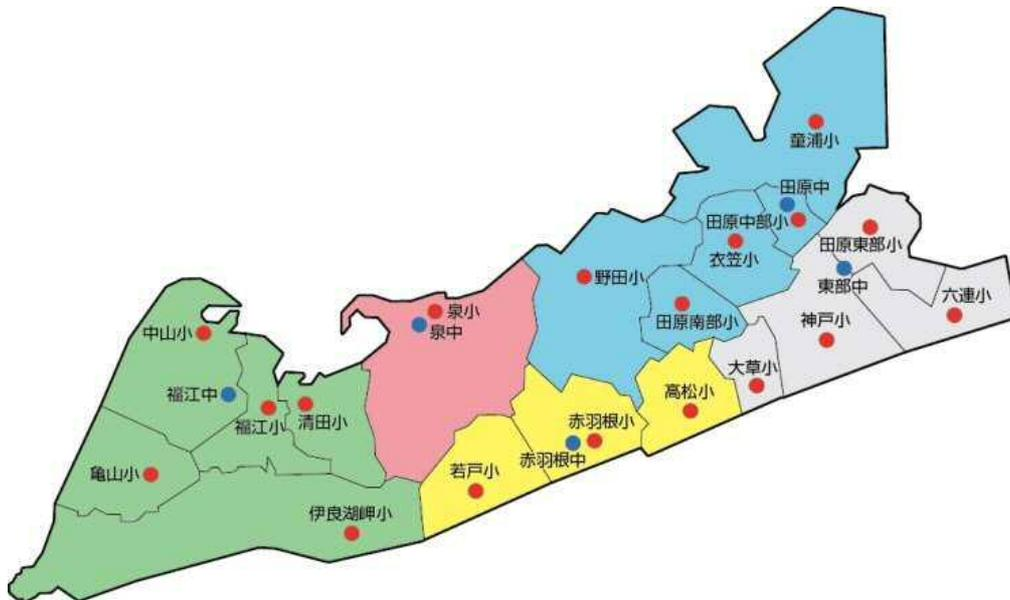 童浦小
田原中
田原中部小
衣笠小
田原東部小
野田小
東部中
六連小
田原南部小
神戸小
泉小
泉中
中山小
大草小
高松小
福江中
福江小
清田小
赤羽根小
赤羽根中
亀山小
若戸小
伊良湖岬小